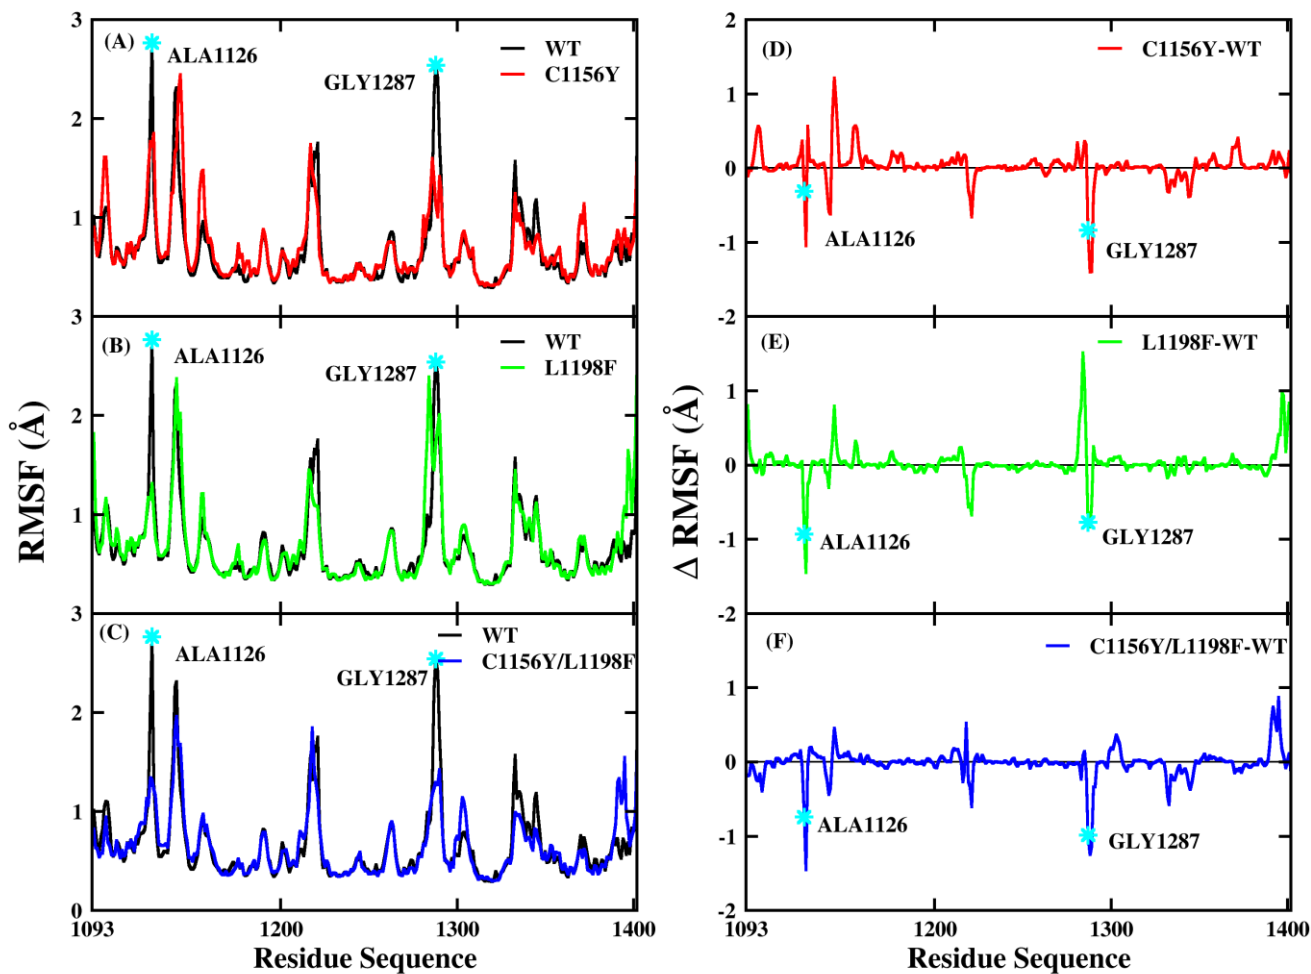 3
(A)
ALA1126
WT
C1156Y
GLY1287
2
1
3
(B)
ALA1126
WT
L1198F
GLY1287
2
1
3
(C)
ALA1126
WT
C1156Y/L1198F
GLY1287
2
1
0
1093
1200
1300
1400
RMSF (Å)
Residue Sequence
2
(D)
C1156Y-WT
1
0
ALA1126
GLY1287
-1
-2
(E)
L1198F-WT
1
0
ALA1126
GLY1287
-1
-2
(F)
C1156Y/L1198F-WT
1
0
ALA1126
GLY1287
-1
-2
1093
1200
1300
1400
Δ RMSF (Å)
Residue Sequence